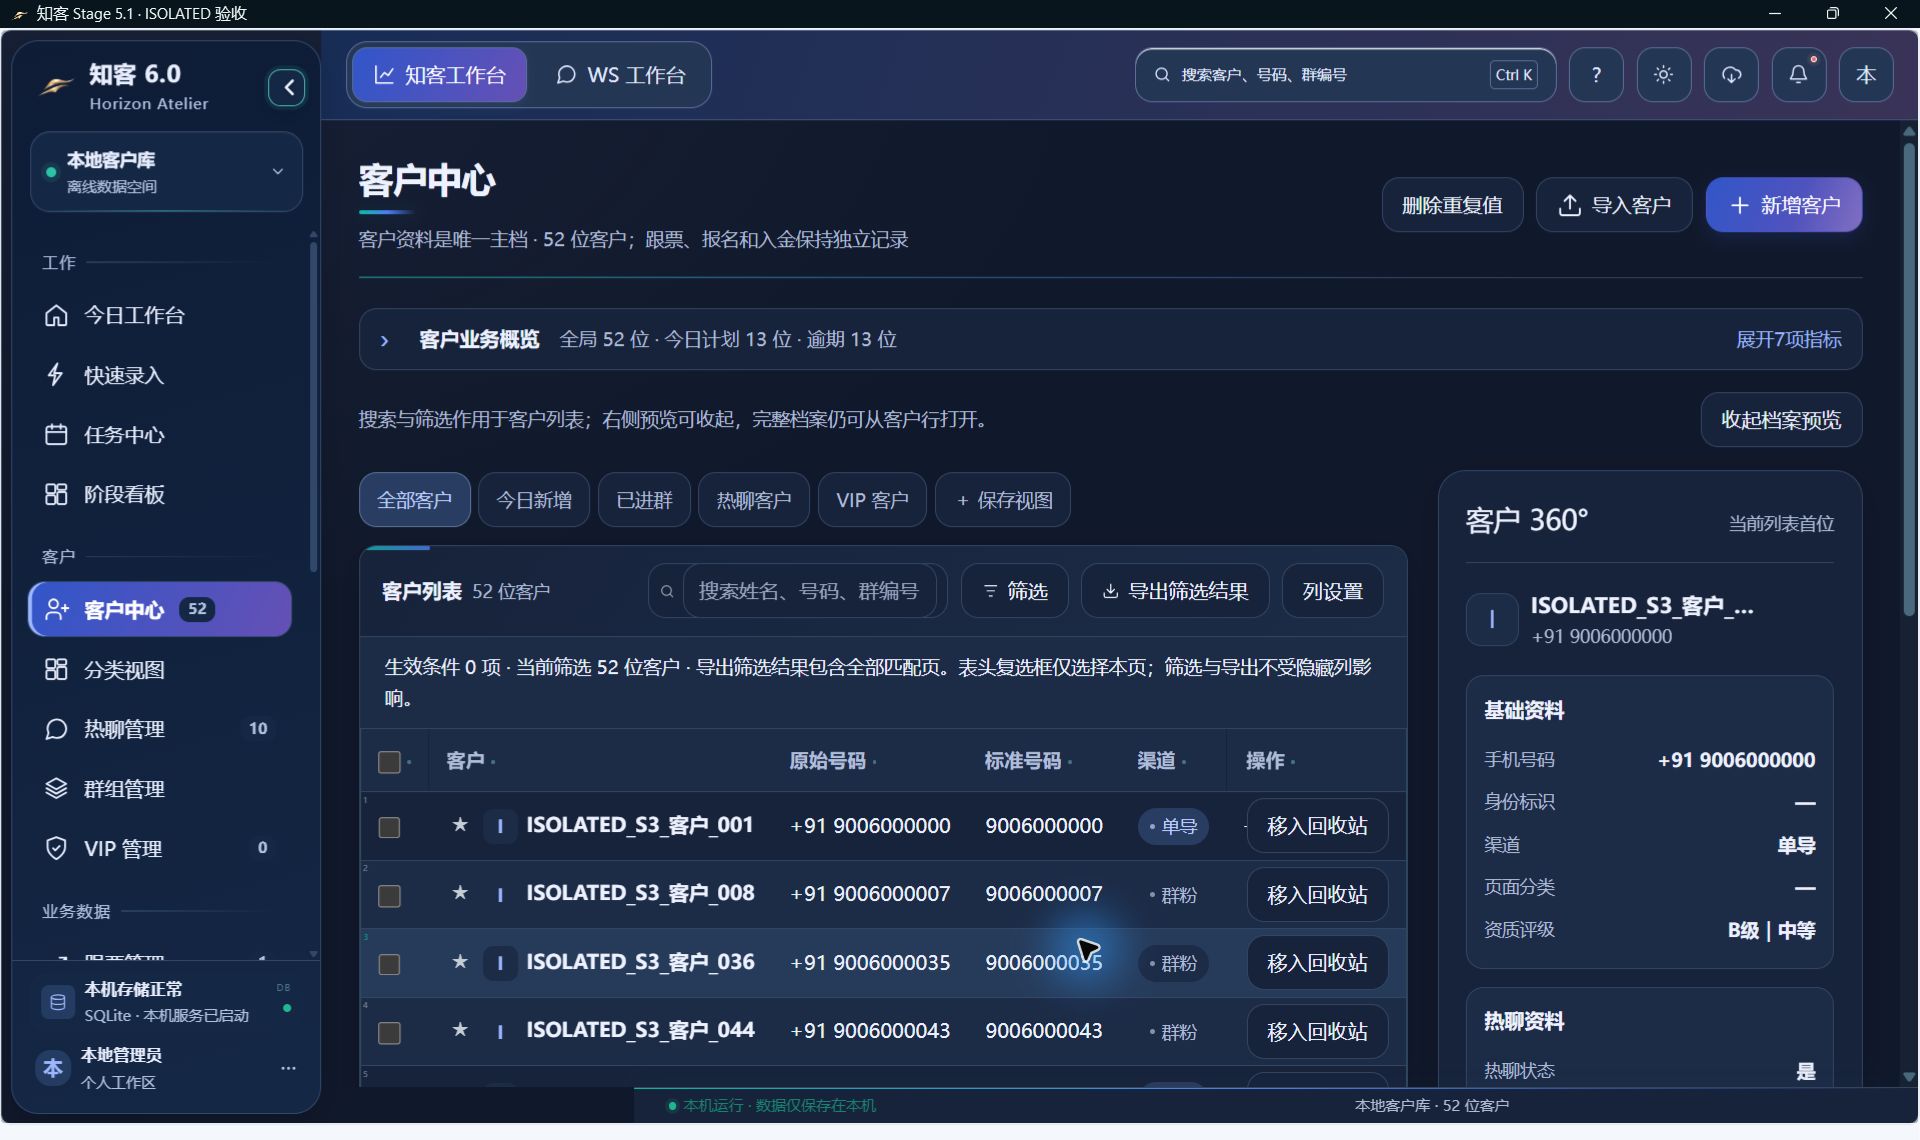 知客 Stage 5.1 · ISOLATED 验收
知客 6.0
Horizon Atelier
本地客户库
离线数据空间
工作
今日工作台
快速录入
任务中心
阶段看板
客户
客户中心 52
分类视图
热聊管理 10
群组管理
VIP 管理 0
业务数据
本机存储正常
DB
SQLite · 本机服务已启动
本
本地管理员
个人工作区
知客工作台
WS 工作台
搜索客户、号码、群编号 Ctrl K
?
本
客户中心
客户资料是唯一主档 · 52 位客户；跟票、报名和入金保持独立记录
删除重复值
导入客户
+ 新增客户
客户业务概览 全局 52 位 · 今日计划 13 位 · 逾期 13 位
展开7项指标
搜索与筛选作用于客户列表；右侧预览可收起，完整档案仍可从客户行打开。
收起档案预览
全部客户
今日新增
已进群
热聊客户
VIP 客户
+ 保存视图
客户列表 52 位客户
搜索姓名、号码、群编号
筛选
导出筛选结果
列设置
生效条件 0 项 · 当前筛选 52 位客户 · 导出筛选结果包含全部匹配页。表头复选框仅选择本页；筛选与导出不受隐藏列影
响。
客户 原始号码 标准号码 渠道 操作
1
★ I ISOLATED_S3_客户_001 +91 9006000000 9006000000 · 单导 移入回收站
2
★ I ISOLATED_S3_客户_008 +91 9006000007 9006000007 · 群粉 移入回收站
3
★ I ISOLATED_S3_客户_036 +91 9006000035 9006000035 · 群粉 移入回收站
4
★ I ISOLATED_S3_客户_044 +91 9006000043 9006000043 · 群粉 移入回收站
5
客户 360°
当前列表首位
I
ISOLATED_S3_客户_...
+91 9006000000
基础资料
手机号码 +91 9006000000
身份标识 —
渠道 单导
页面分类 —
资质评级 B级 | 中等
热聊资料
热聊状态 是
本机运行 · 数据仅保存在本机
本地客户库 · 52 位客户